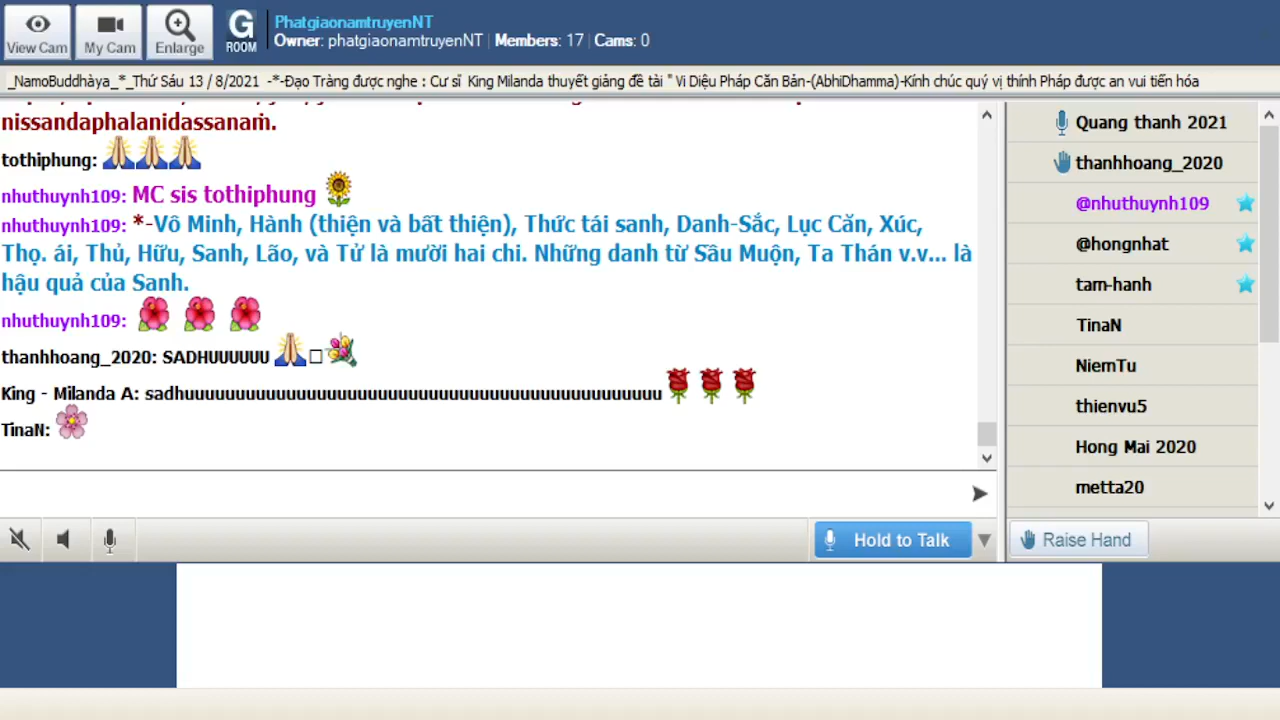 View Cam
My Cam
Enlarge
G
ROOM
PhatgiaonamtruyenNT
Owner: phatgiaonamtruyenNT | Members: 17 | Cams: 0
_NamoBuddhàya_*_Thứ Sáu 13 / 8/2021 -*-Đạo Tràng được nghe : Cư sĩ King Milanda thuyết giảng đề tài " Vi Diệu Pháp Căn Bản-(AbhiDhamma)-Kính chúc quý vị thính Pháp được an vui tiến hóa
nissandaphalanidassanaṁ.
tothiphung:
nhuthuynh109: MC sis tothiphung
nhuthuynh109: *-Vô Minh, Hành (thiện và bất thiện), Thức tái sanh, Danh-Sắc, Lục Căn, Xúc,
Thọ. ái, Thủ, Hữu, Sanh, Lão, và Tử là mười hai chi. Những danh từ Sầu Muộn, Ta Thán v.v... là
hậu quả của Sanh.
nhuthuynh109:
thanhhoang_2020: SADHUUUUUU
King - Milanda A: sadhuuuuuuuuuuuuuuuuuuuuuuuuuuuuuuuuuuuuuuuuuuuuuuu
TinaN:
Quang thanh 2021
thanhhoang_2020
@nhuthuynh109
@hongnhat
tam-hanh
TinaN
NiemTu
thienvu5
Hong Mai 2020
metta20
Hold to Talk
Raise Hand